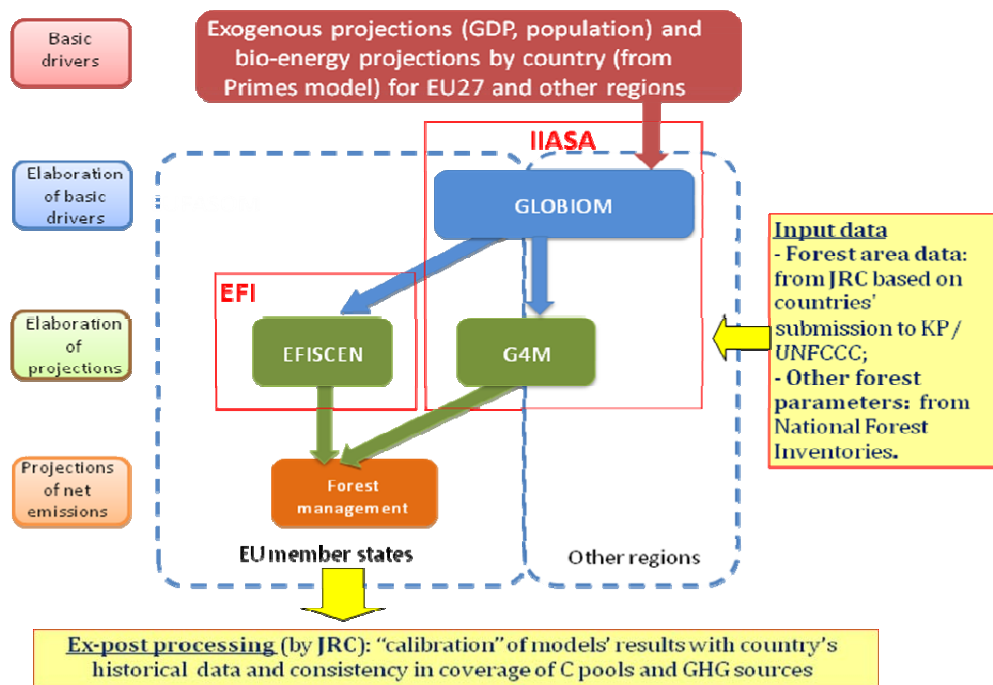 Basic
drivers
Exogenous projections (GDP, population) and
bio-energy projections by country (from
Primes model) for EU27 and other regions
IIASA
Elaboration
of basic
drivers
GLOBIOM
Input data
- Forest area data:
from JRC based on
countries'
submission to KP/
UNFCCC;
- Other forest
parameters: from
National Forest
Inventories.
EFI
Elaboration
of
projections
EFISCEN
G4M
Projections
of net
emissions
Forest
management
EU member states
Other regions
Ex-post processing (by JRC): “calibration” of models' results with country's
historical data and consistency in coverage of C pools and GHG sources